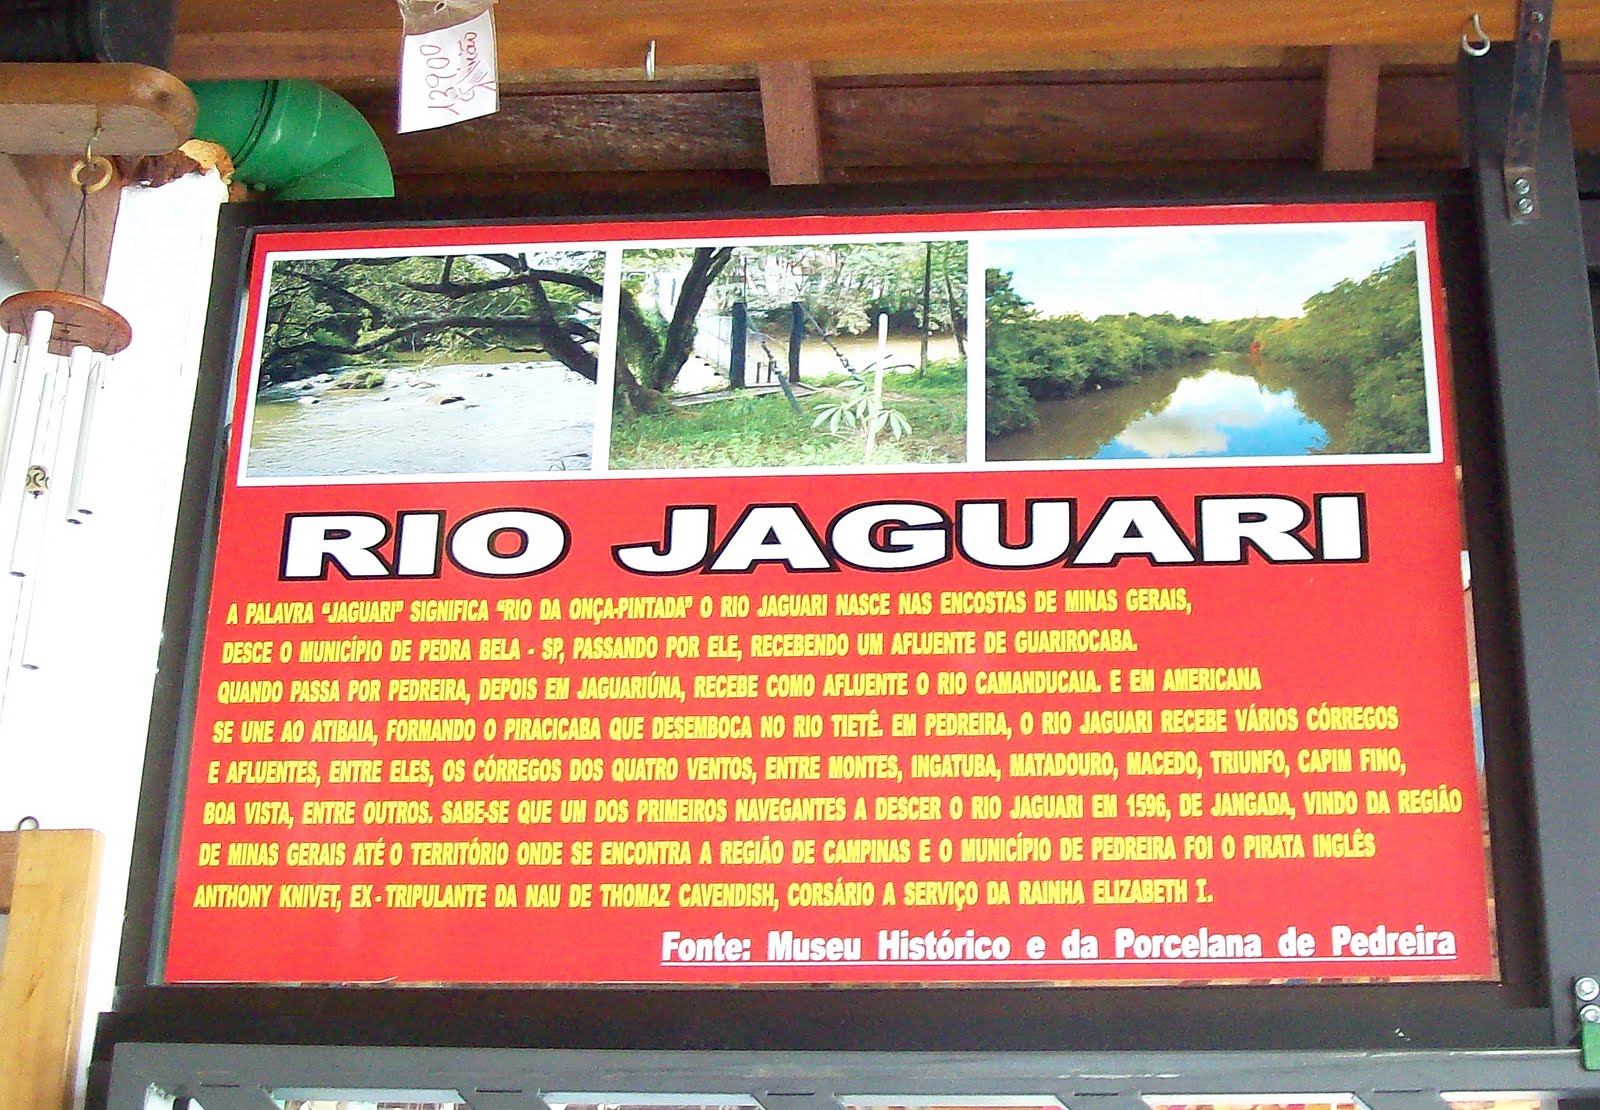 13900
RIO JAGUARI
A PALAVRA "JAGUARI" SIGNIFICA "RIO DA ONÇA-PINTADA" O RIO JAGUARI NASCE NAS ENCOSTAS DE MINAS GERAIS,
DESCE O MUNICÍPIO DE PEDRA BELA - SP, PASSANDO POR ELE, RECEBENDO UM AFLUENTE DE GUARIROCABA.
QUANDO PASSA POR PEDREIRA, DEPOIS EM JAGUARIÚNA, RECEBE COMO AFLUENTE O RIO CAMANDUCAIA. E EM AMERICANA
SE UNE AO ATIBAIA, FORMANDO O PIRACICABA QUE DESEMBOCA NO RIO TIETÊ. EM PEDREIRA, O RIO JAGUARI RECEBE VÁRIOS CÓRREGOS
E AFLUENTES, ENTRE ELES, OS CÓRREGOS DOS QUATRO VENTOS, ENTRE MONTES, INGATUBA, MATADOURO, MACEDO, TRIUNFO, CAPIM FINO,
BOA VISTA, ENTRE OUTROS. SABE-SE QUE UM DOS PRIMEIROS NAVEGANTES A DESCER O RIO JAGUARI EM 1596, DE JANGADA, VINDO DA REGIÃO
DE MINAS GERAIS ATÉ O TERRITÓRIO ONDE SE ENCONTRA A REGIÃO DE CAMPINAS E O MUNICÍPIO DE PEDREIRA FOI O PIRATA INGLÊS
ANTHONY KNIVET, EX-TRIPULANTE DA NAU DE THOMAZ CAVENDISH, CORSÁRIO A SERVIÇO DA RAINHA ELIZABETH I.
Fonte: Museu Histórico e da Porcelana de Pedreira